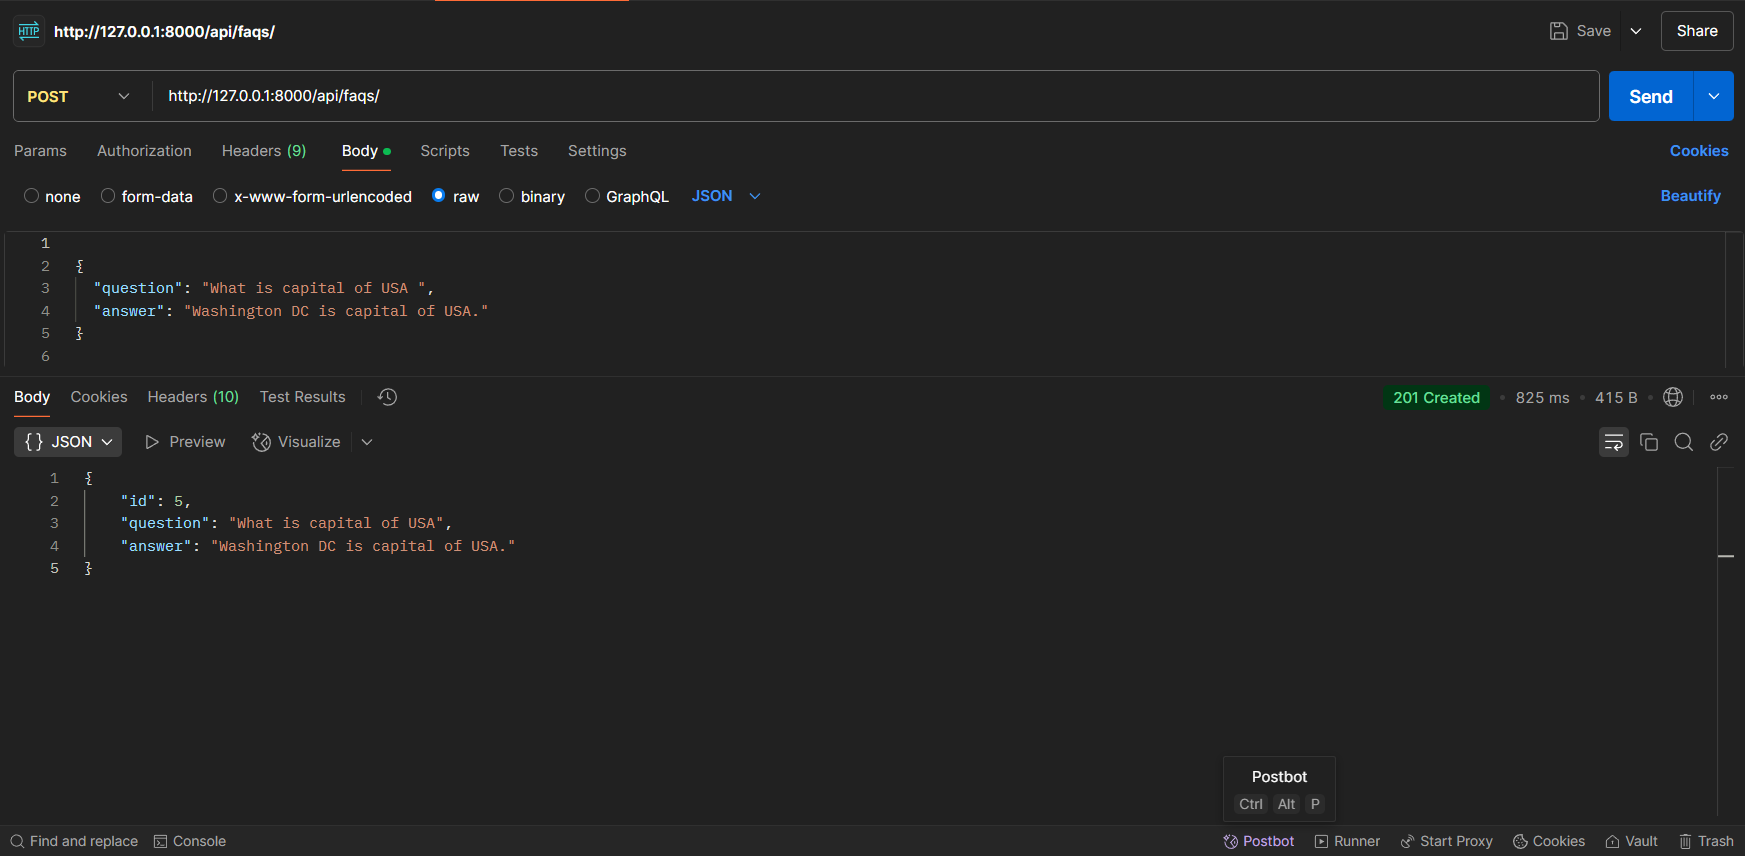 HTTP http://127.0.0.1:8000/api/faqs/ Save Share
POST http://127.0.0.1:8000/api/faqs/ Send
Params Authorization Headers (9) Body Scripts Tests Settings Cookies
none form-data x-www-form-urlencoded raw binary GraphQL JSON Beautify
1
2 {
3 "question": "What is capital of USA ",
4 "answer": "Washington DC is capital of USA."
5 }
6
Body Cookies Headers (10) Test Results 201 Created • 825 ms • 415 B •
{} JSON Preview Visualize
1 {
2 "id": 5,
3 "question": "What is capital of USA",
4 "answer": "Washington DC is capital of USA."
5 }
Postbot
Ctrl Alt P
Find and replace Console Postbot Runner Start Proxy Cookies Vault Trash